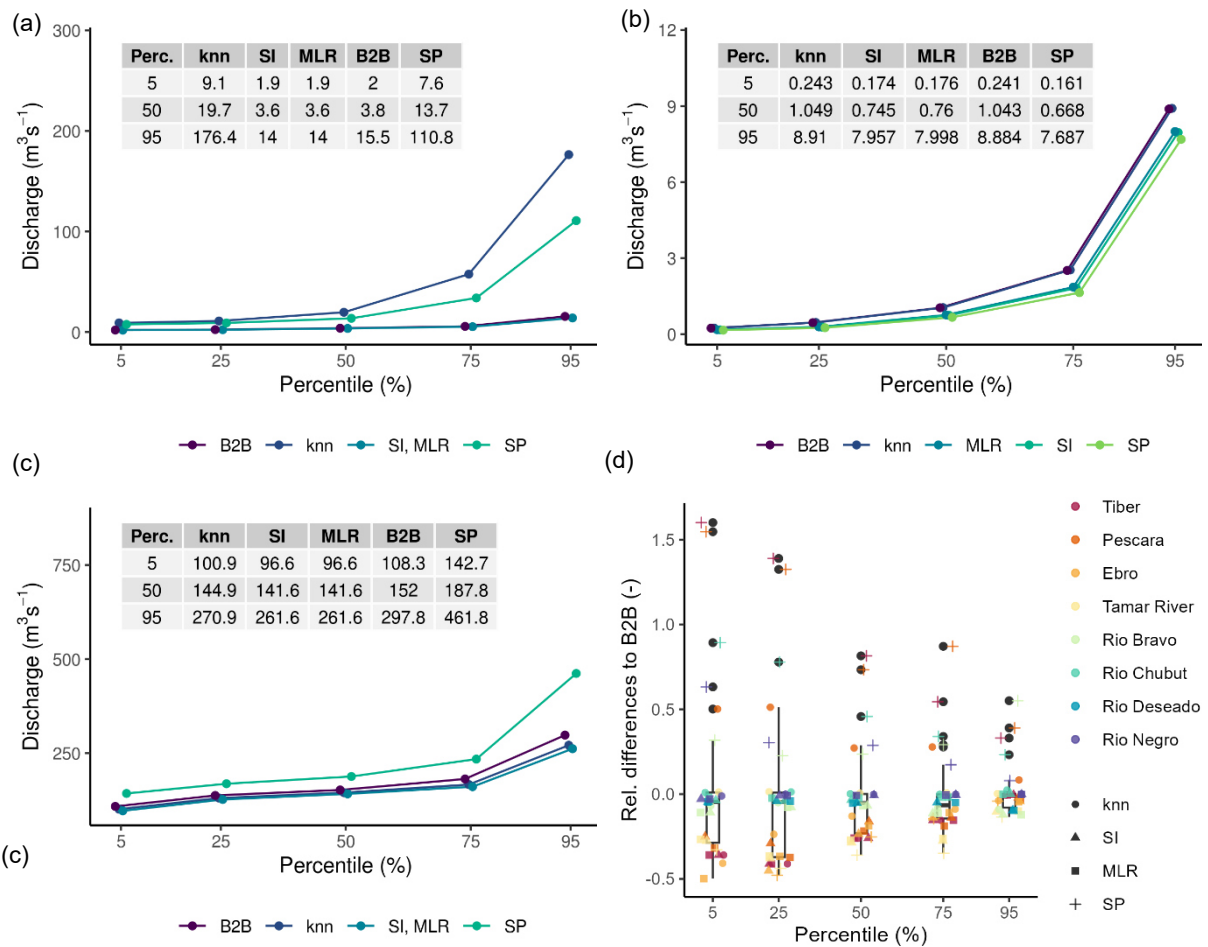 (a)
300
200
100
0
Discharge (m³s⁻¹)
Perc. knn SI MLR B2B SP
5 9.1 1.9 1.9 2 7.6
50 19.7 3.6 3.6 3.8 13.7
95 176.4 14 14 15.5 110.8
5 25 50 75 95
Percentile (%)
B2B knn SI, MLR SP
(b)
12
9
6
3
0
Discharge (m³s⁻¹)
Perc. knn SI MLR B2B SP
5 0.243 0.174 0.176 0.241 0.161
50 1.049 0.745 0.76 1.043 0.668
95 8.91 7.957 7.998 8.884 7.687
5 25 50 75 95
Percentile (%)
B2B knn MLR SI SP
(c)
750
500
250
Discharge (m³s⁻¹)
Perc. knn SI MLR B2B SP
5 100.9 96.6 96.6 108.3 142.7
50 144.9 141.6 141.6 152 187.8
95 270.9 261.6 261.6 297.8 461.8
5 25 50 75 95
Percentile (%)
(c)
B2B knn SI, MLR SP
(d)
1.5
1.0
0.5
0.0
-0.5
Rel. differences to B2B (-)
5 25 50 75 95
Percentile (%)
Tiber
Pescara
Ebro
Tamar River
Rio Bravo
Rio Chubut
Rio Deseado
Rio Negro
knn
SI
MLR
SP